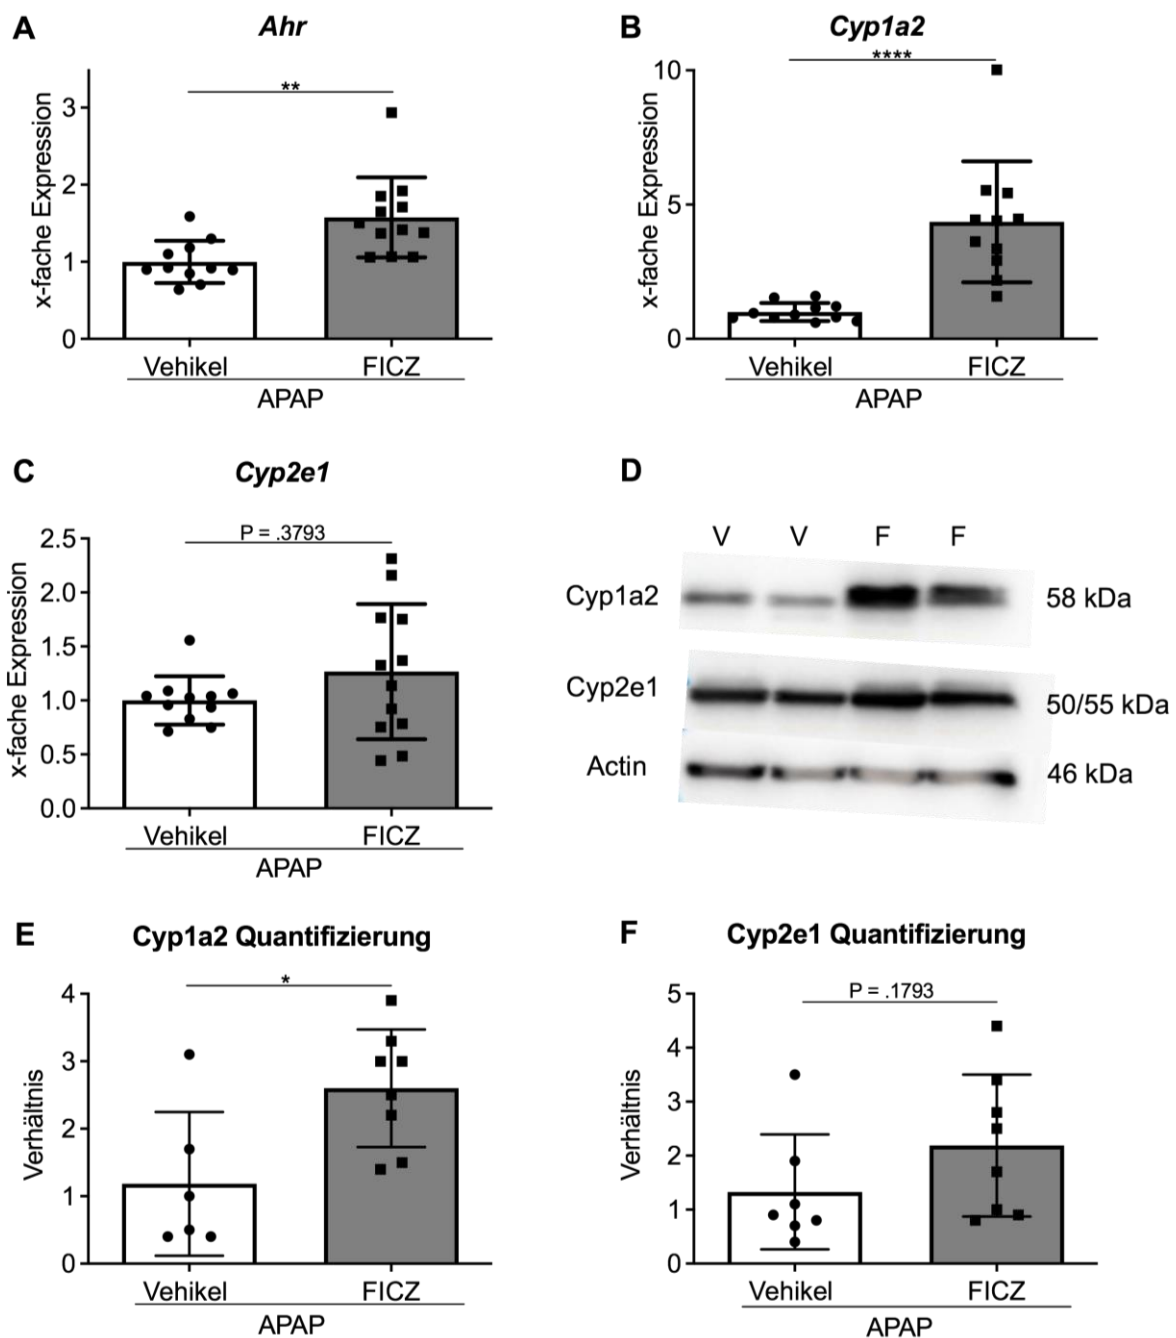 A
Ahr
**
x-fache Expression
3
2
1
0
Vehikel
FICZ
APAP
B
Cyp1a2
****
x-fache Expression
10
5
0
Vehikel
FICZ
APAP
C
Cyp2e1
P = .3793
x-fache Expression
2.5
2.0
1.5
1.0
0.5
0.0
Vehikel
FICZ
APAP
D
V V F F
Cyp1a2 58 kDa
Cyp2e1 50/55 kDa
Actin 46 kDa
E
Cyp1a2 Quantifizierung
*
Verhältnis
4
3
2
1
0
Vehikel
FICZ
APAP
F
Cyp2e1 Quantifizierung
P = .1793
Verhältnis
5
4
3
2
1
0
Vehikel
FICZ
APAP